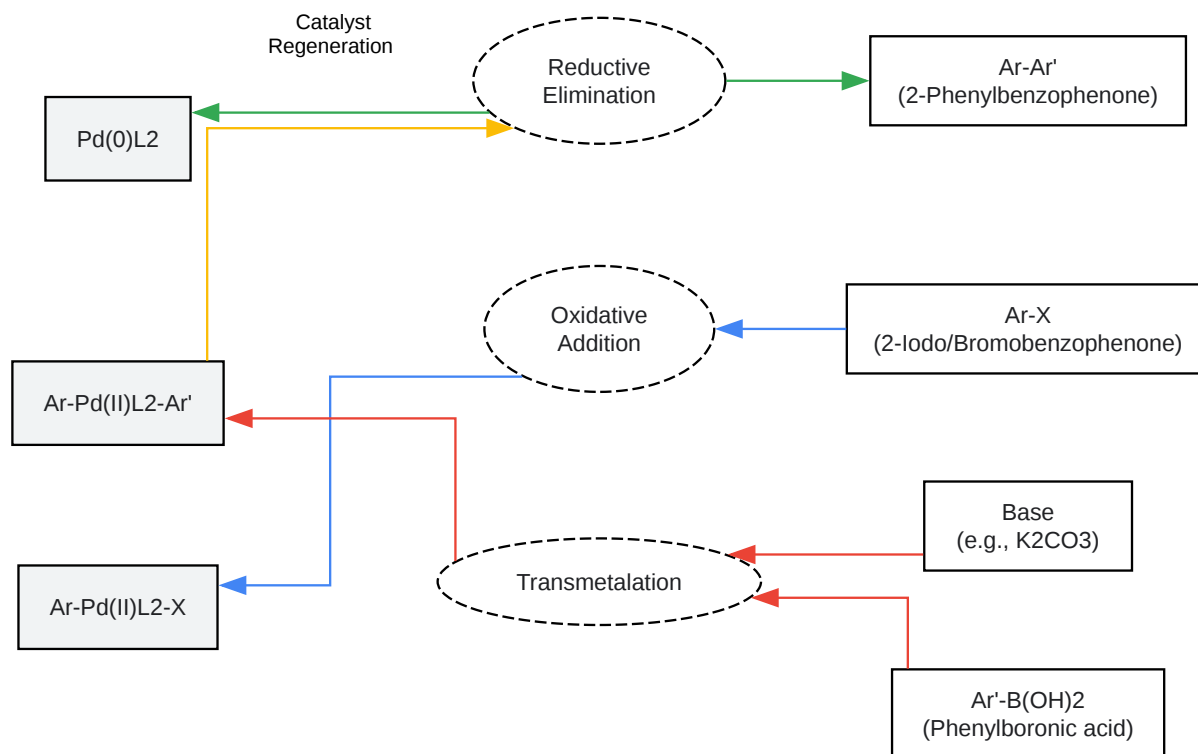 Catalyst
Regeneration
Reductive
Elimination
Ar-Ar'
(2-Phenylbenzophenone)
Pd(0)L2
Oxidative
Addition
Ar-X
(2-Iodo/Bromobenzophenone)
Ar-Pd(II)L2-Ar'
Base
(e.g., K2CO3)
Transmetalation
Ar-Pd(II)L2-X
Ar'-B(OH)2
(Phenylboronic acid)